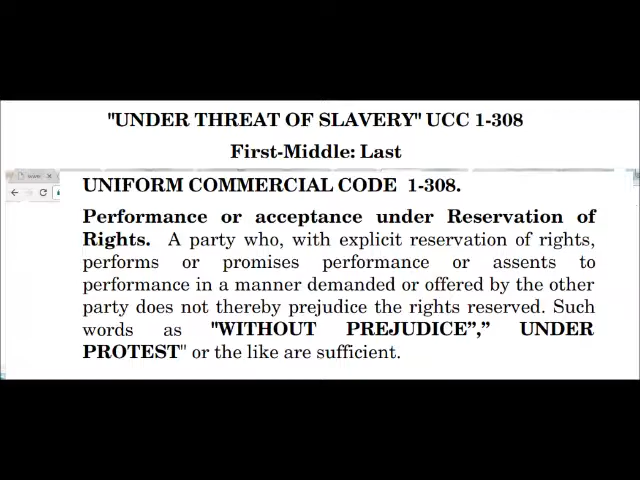 "UNDER THREAT OF SLAVERY" UCC 1-308
First-Middle: Last
UNIFORM COMMERCIAL CODE 1-308.
Performance or acceptance under Reservation of
Rights. A party who, with explicit reservation of rights,
performs or promises performance or assents to
performance in a manner demanded or offered by the other
party does not thereby prejudice the rights reserved. Such
words as "WITHOUT PREJUDICE”,” UNDER
PROTEST" or the like are sufficient.